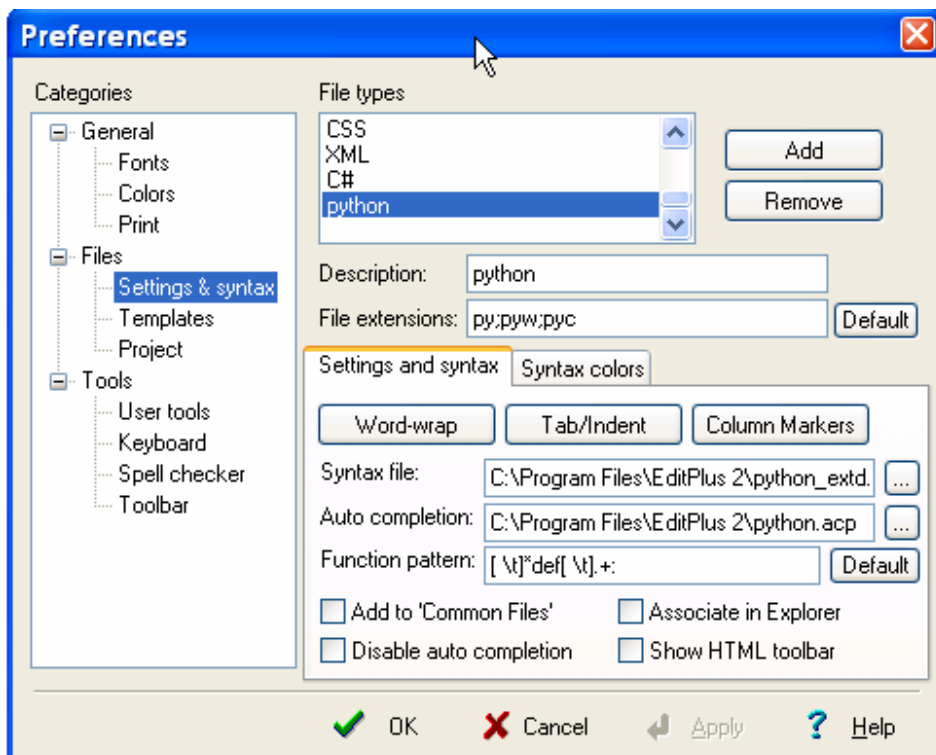 Preferences
Categories
General
Fonts
Colors
Print
Files
Settings & syntax
Templates
Project
Tools
User tools
Keyboard
Spell checker
Toolbar
File types
CSS
XML
C#
python
Add
Remove
Description: python
File extensions: py;pyw;pyc Default
Settings and syntax Syntax colors
Word-wrap Tab/Indent Column Markers
Syntax file: C:\Program Files\EditPlus 2\python_extd. ...
Auto completion: C:\Program Files\EditPlus 2\python.acp ...
Function pattern: [ \t]*def[ \t].+: Default
Add to 'Common Files' Associate in Explorer
Disable auto completion Show HTML toolbar
OK Cancel Apply ? Help